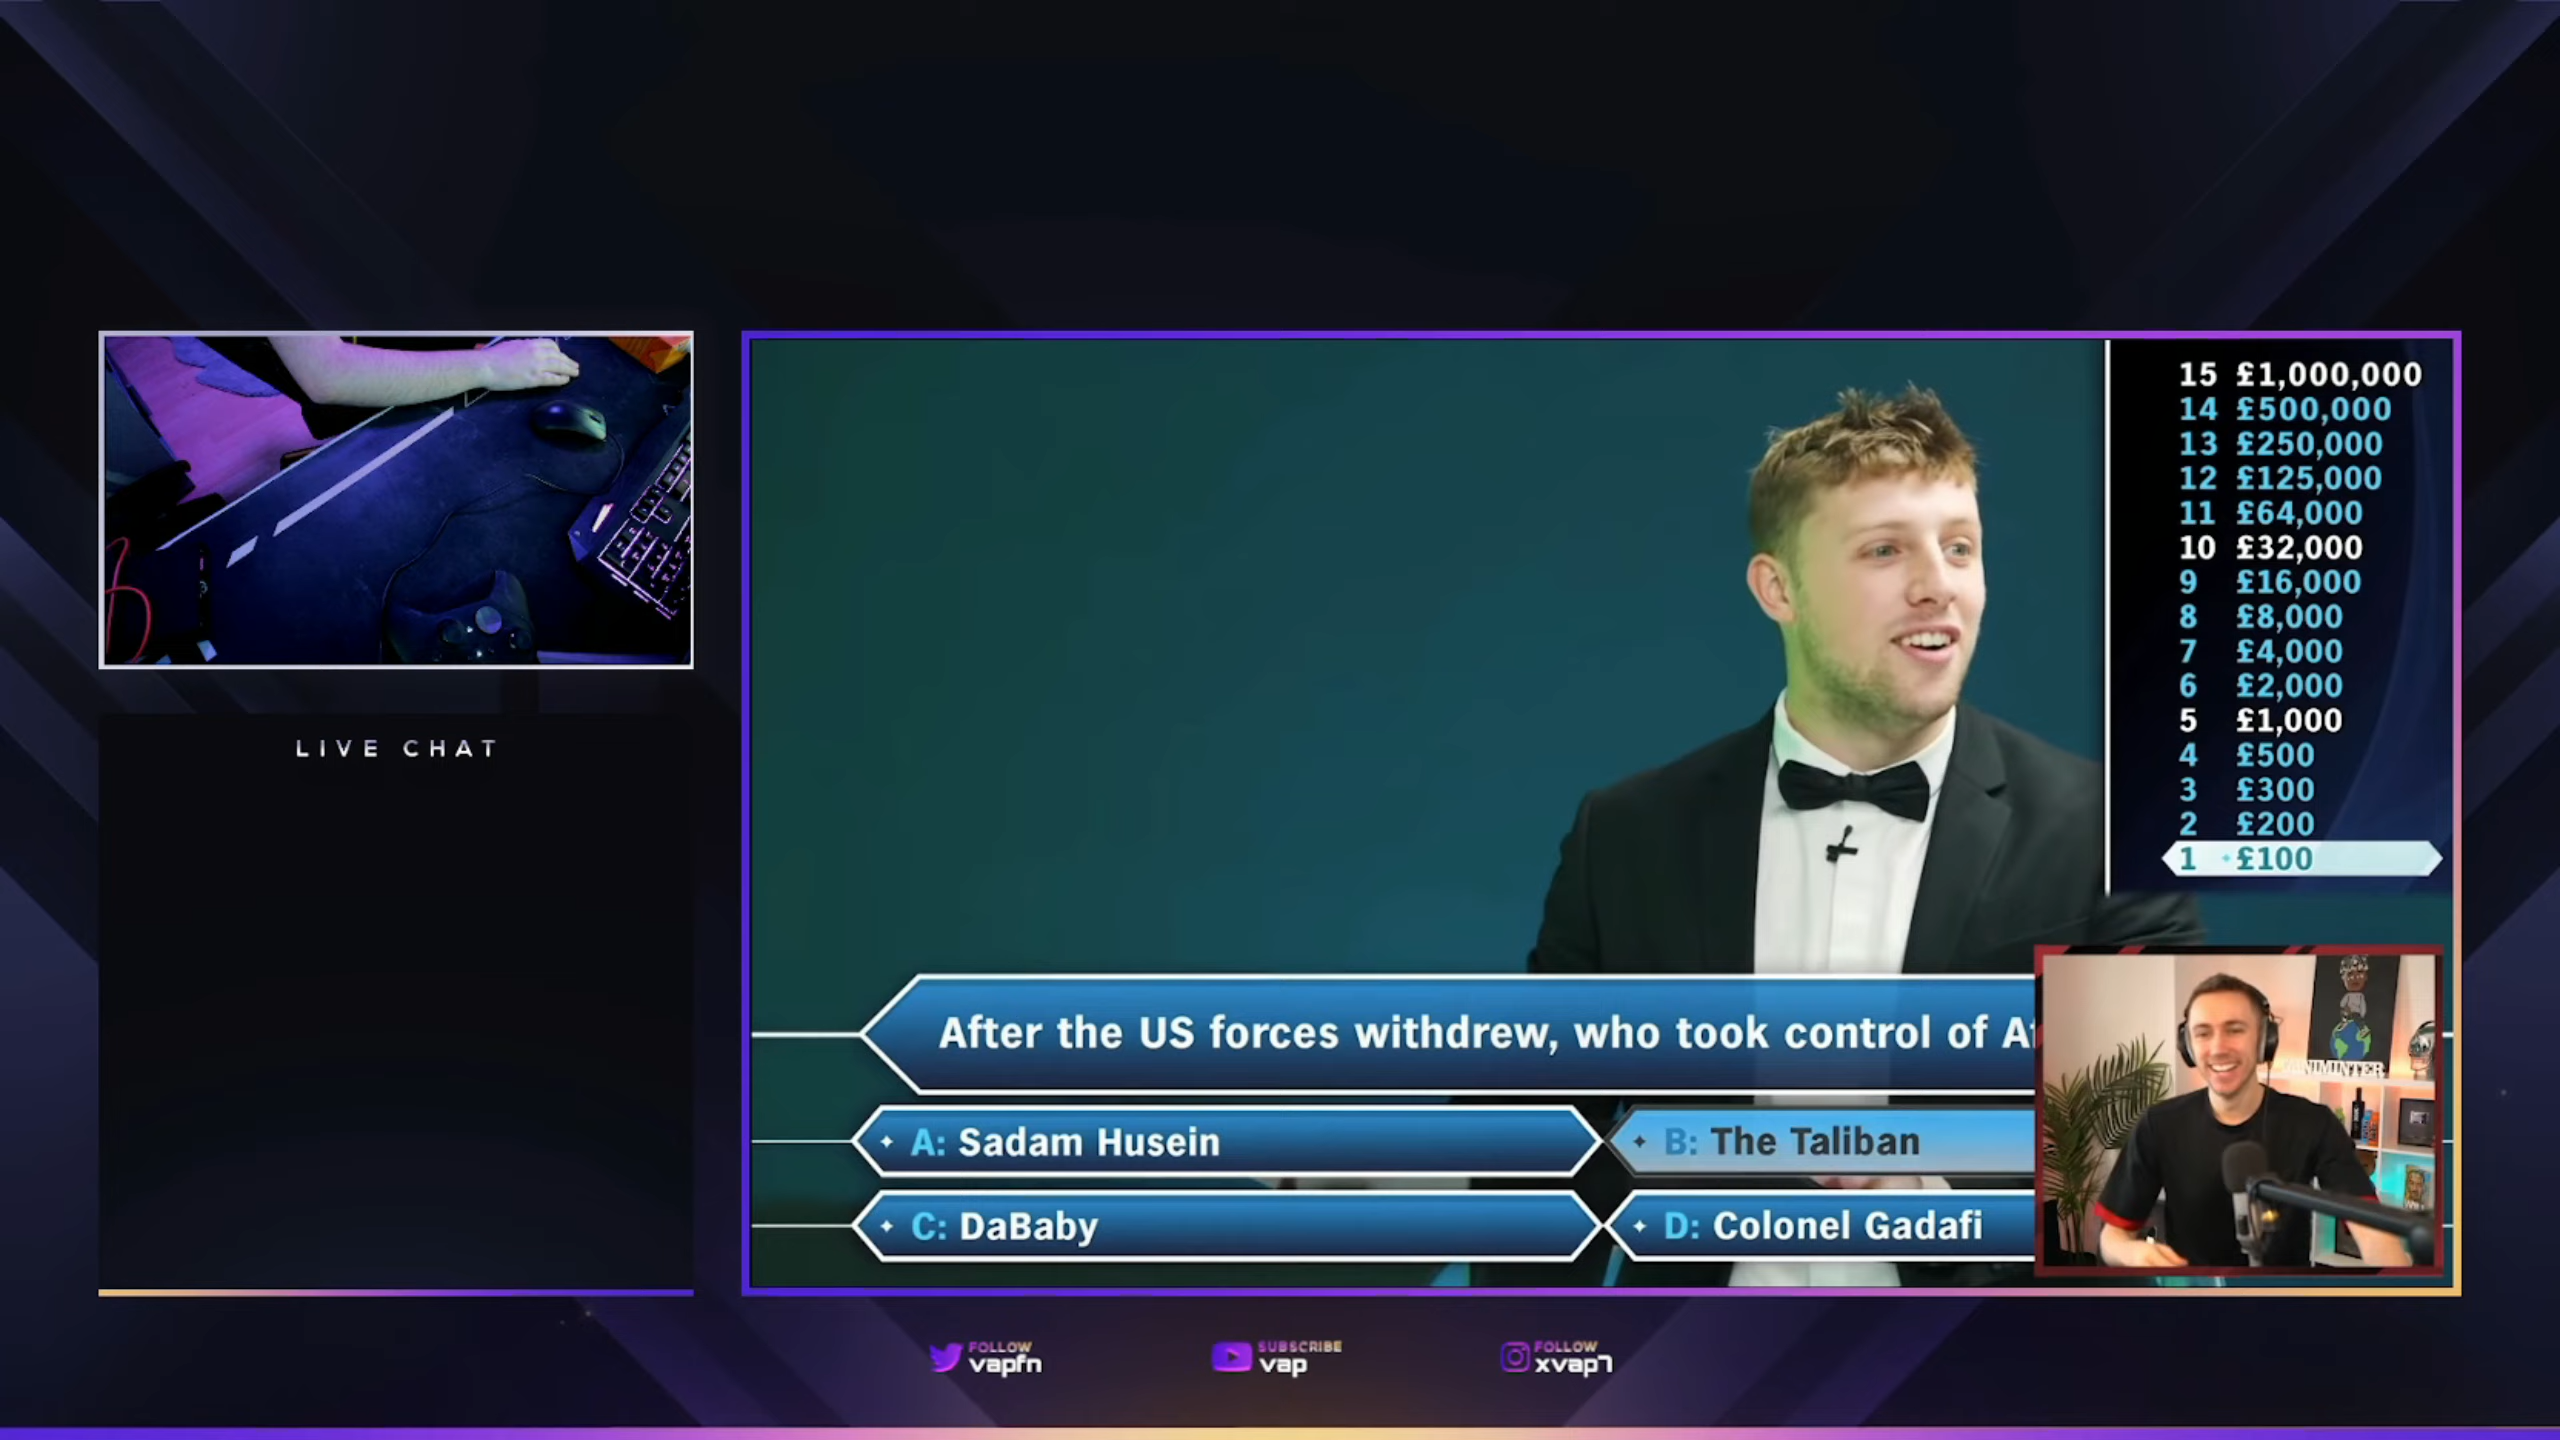 15 £1,000,000
14 £500,000
13 £250,000
12 £125,000
11 £64,000
10 £32,000
9 £16,000
8 £8,000
7 £4,000
6 £2,000
5 £1,000
4 £500
3 £300
2 £200
1 £100
LIVE CHAT
After the US forces withdrew, who took control of
A: Sadam Husein
B: The Taliban
C: DaBaby
D: Colonel Gadafi
FOLLOW
vapfn
SUBSCRIBE
vap
FOLLOW
xvap7